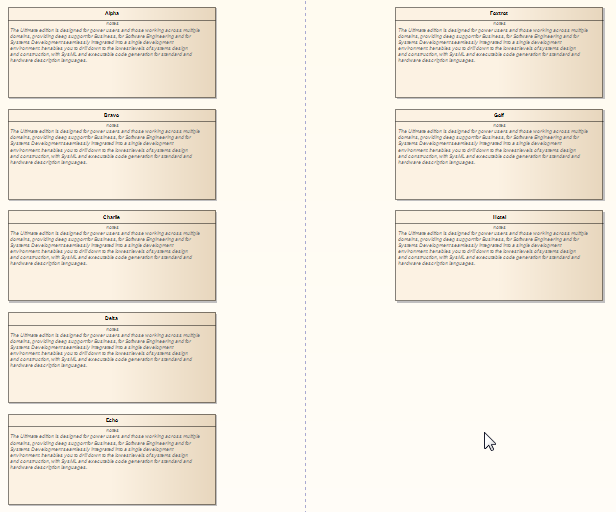 Alpha
notes
The Ultimate edition is designed for power users and those working across multiple
domains, providing deep support for Business, for Software Engineering and for
Systems Development seamlessly integrated into a single development
environment. It enables you to drill down to the lowest levels of systems design
and construction, with SysML and executable code generation for standard and
hardware description languages.
Bravo
notes
The Ultimate edition is designed for power users and those working across multiple
domains, providing deep support for Business, for Software Engineering and for
Systems Development seamlessly integrated into a single development
environment. It enables you to drill down to the lowest levels of systems design
and construction, with SysML and executable code generation for standard and
hardware description languages.
Charlie
notes
The Ultimate edition is designed for power users and those working across multiple
domains, providing deep support for Business, for Software Engineering and for
Systems Development seamlessly integrated into a single development
environment. It enables you to drill down to the lowest levels of systems design
and construction, with SysML and executable code generation for standard and
hardware description languages.
Delta
notes
The Ultimate edition is designed for power users and those working across multiple
domains, providing deep support for Business, for Software Engineering and for
Systems Development seamlessly integrated into a single development
environment. It enables you to drill down to the lowest levels of systems design
and construction, with SysML and executable code generation for standard and
hardware description languages.
Echo
notes
The Ultimate edition is designed for power users and those working across multiple
domains, providing deep support for Business, for Software Engineering and for
Systems Development seamlessly integrated into a single development
environment. It enables you to drill down to the lowest levels of systems design
and construction, with SysML and executable code generation for standard and
hardware description languages.
Foxtrot
notes
The Ultimate edition is designed for power users and those working across multiple
domains, providing deep support for Business, for Software Engineering and for
Systems Development seamlessly integrated into a single development
environment. It enables you to drill down to the lowest levels of systems design
and construction, with SysML and executable code generation for standard and
hardware description languages.
Golf
notes
The Ultimate edition is designed for power users and those working across multiple
domains, providing deep support for Business, for Software Engineering and for
Systems Development seamlessly integrated into a single development
environment. It enables you to drill down to the lowest levels of systems design
and construction, with SysML and executable code generation for standard and
hardware description languages.
Hotel
notes
The Ultimate edition is designed for power users and those working across multiple
domains, providing deep support for Business, for Software Engineering and for
Systems Development seamlessly integrated into a single development
environment. It enables you to drill down to the lowest levels of systems design
and construction, with SysML and executable code generation for standard and
hardware description languages.